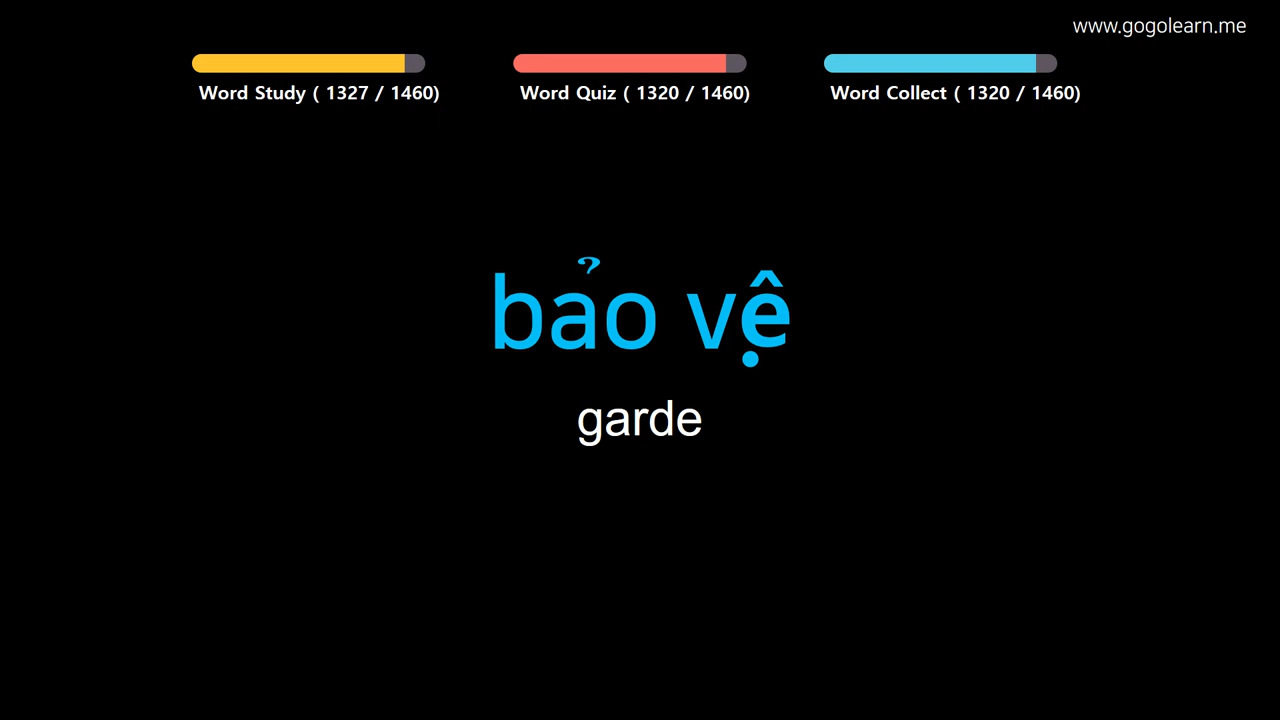 www.gogolearn.me
Word Study ( 1327 / 1460)
Word Quiz ( 1320 / 1460)
Word Collect ( 1320 / 1460)
bảo vệ
garde